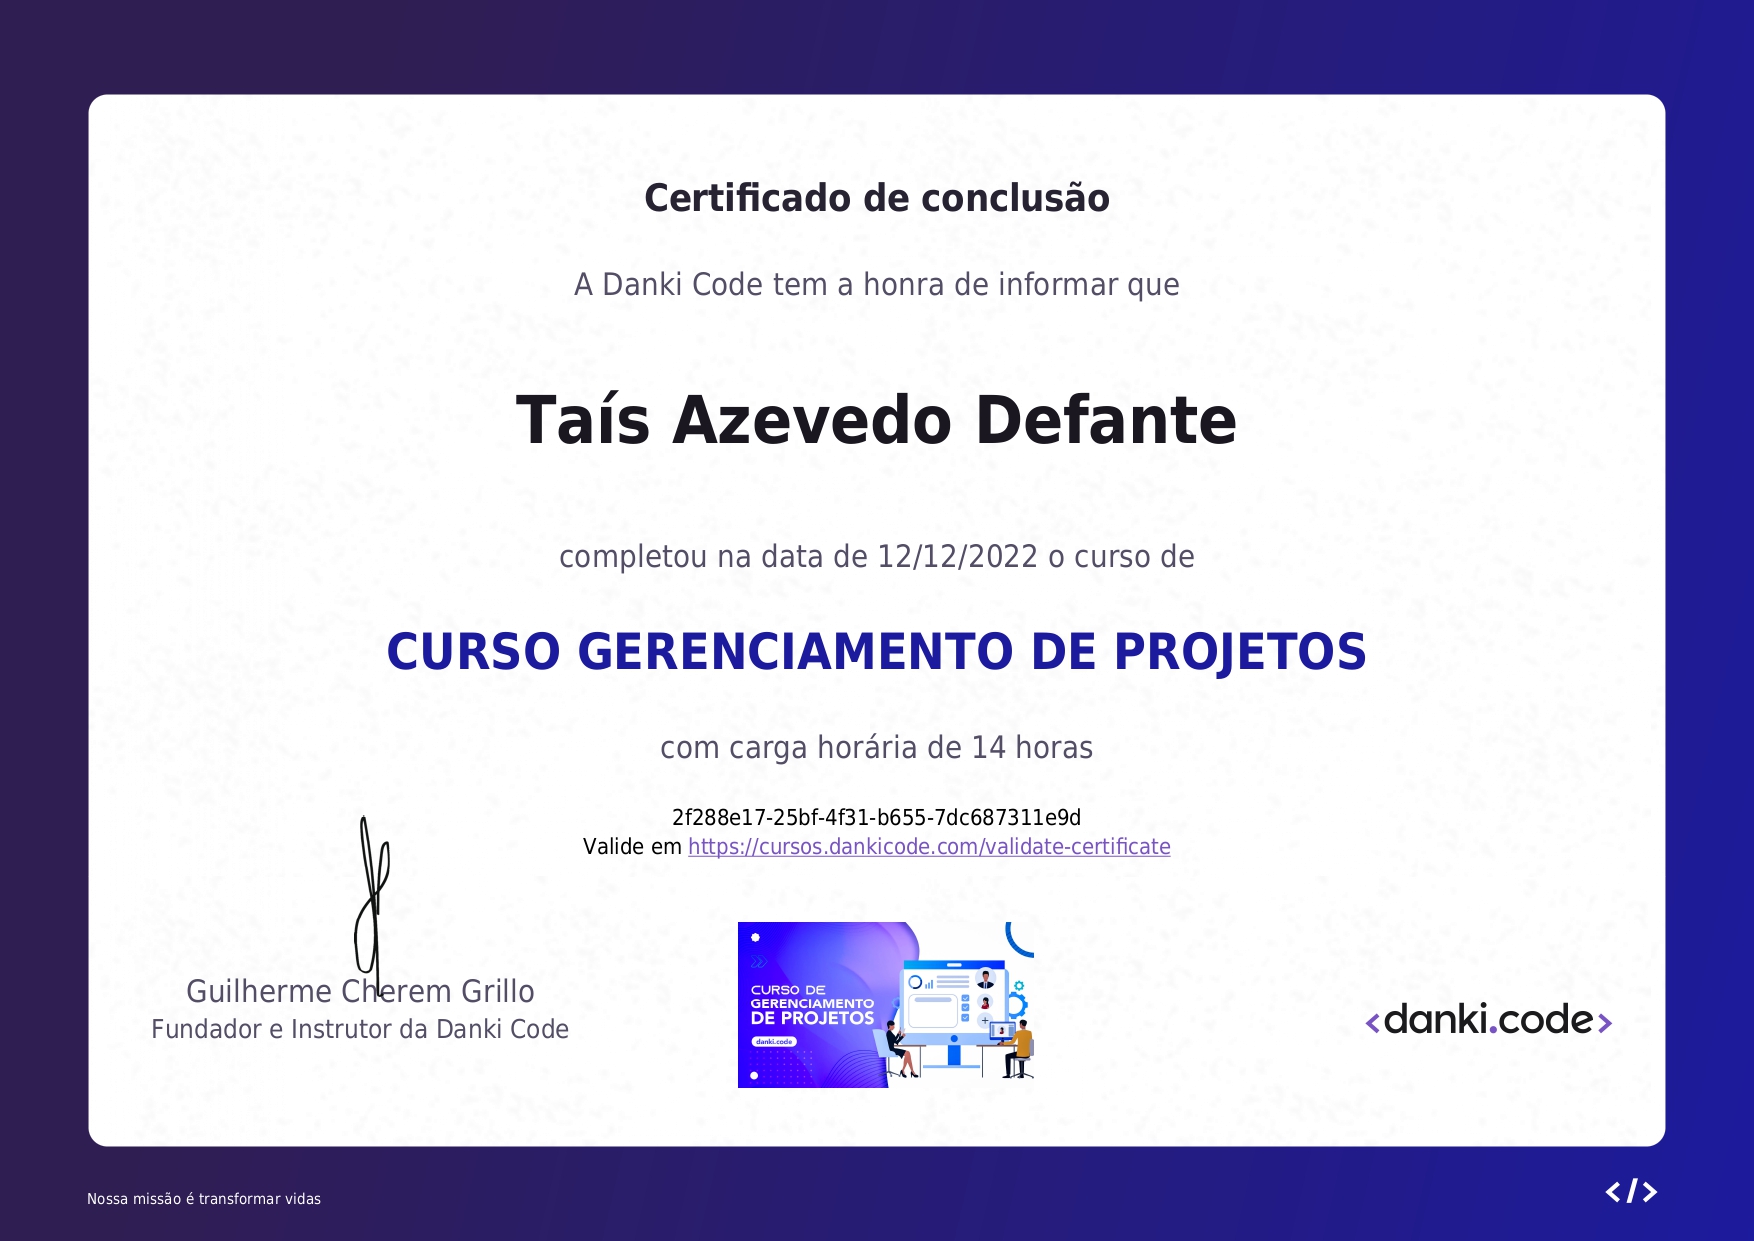 Certificado de conclusão
A Danki Code tem a honra de informar que
Taís Azevedo Defante
completou na data de 12/12/2022 o curso de
CURSO GERENCIAMENTO DE PROJETOS
com carga horária de 14 horas
2f288e17-25bf-4f31-b655-7dc687311e9d
Valide em https://cursos.dankicode.com/validate-certificate
Guilherme Cherem Grillo
Fundador e Instrutor da Danki Code
CURSO DE
GERENCIAMENTO
DE PROJETOS
danki.code
<danki.code>
Nossa missão é transformar vidas
</>